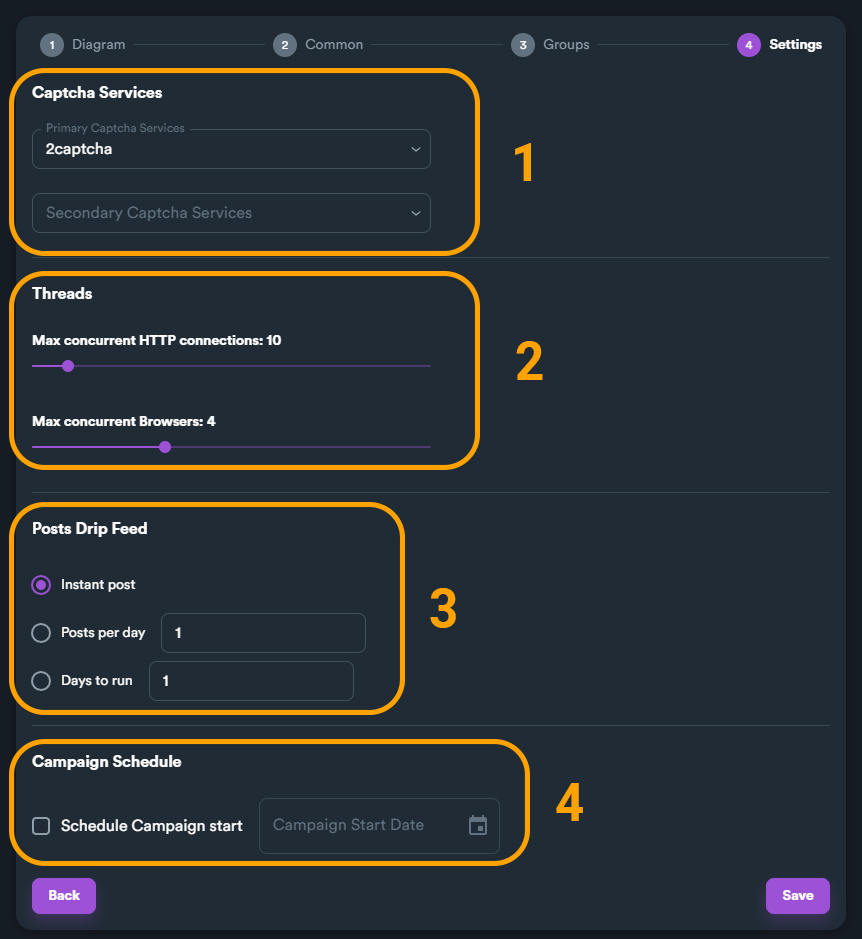 1 Diagram 2 Common 3 Groups 4 Settings
Captcha Services
Primary Captcha Services
2captcha
1
Secondary Captcha Services
Threads
Max concurrent HTTP connections: 10
2
Max concurrent Browsers: 4
Posts Drip Feed
Instant post
3
Posts per day 1
Days to run 1
Campaign Schedule
4
Schedule Campaign start Campaign Start Date
Back Save